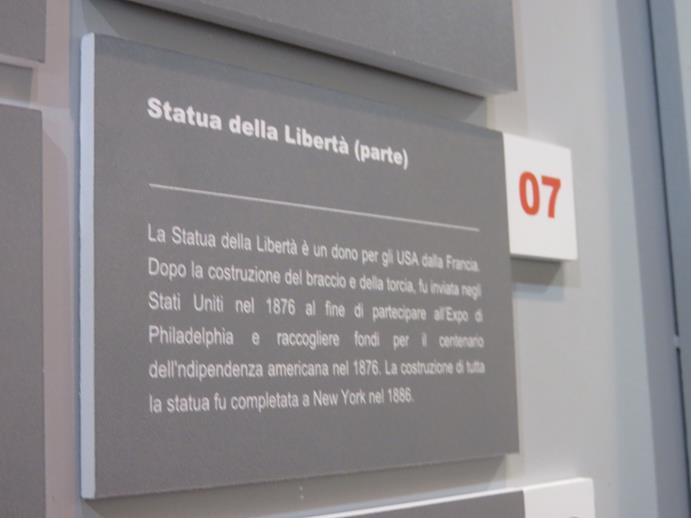 Statua della Libertà (parte)
07
La Statua della Libertà è un dono per gli USA dalla Francia.
Dopo la costruzione del braccio e della torcia, fu inviata negli
Stati Uniti nel 1876 al fine di partecipare all'Expo di
Philadelphia e raccogliere fondi per il centenario
dell'ndipendenza americana nel 1876. La costruzione di tutta
la statua fu completata a New York nel 1886.